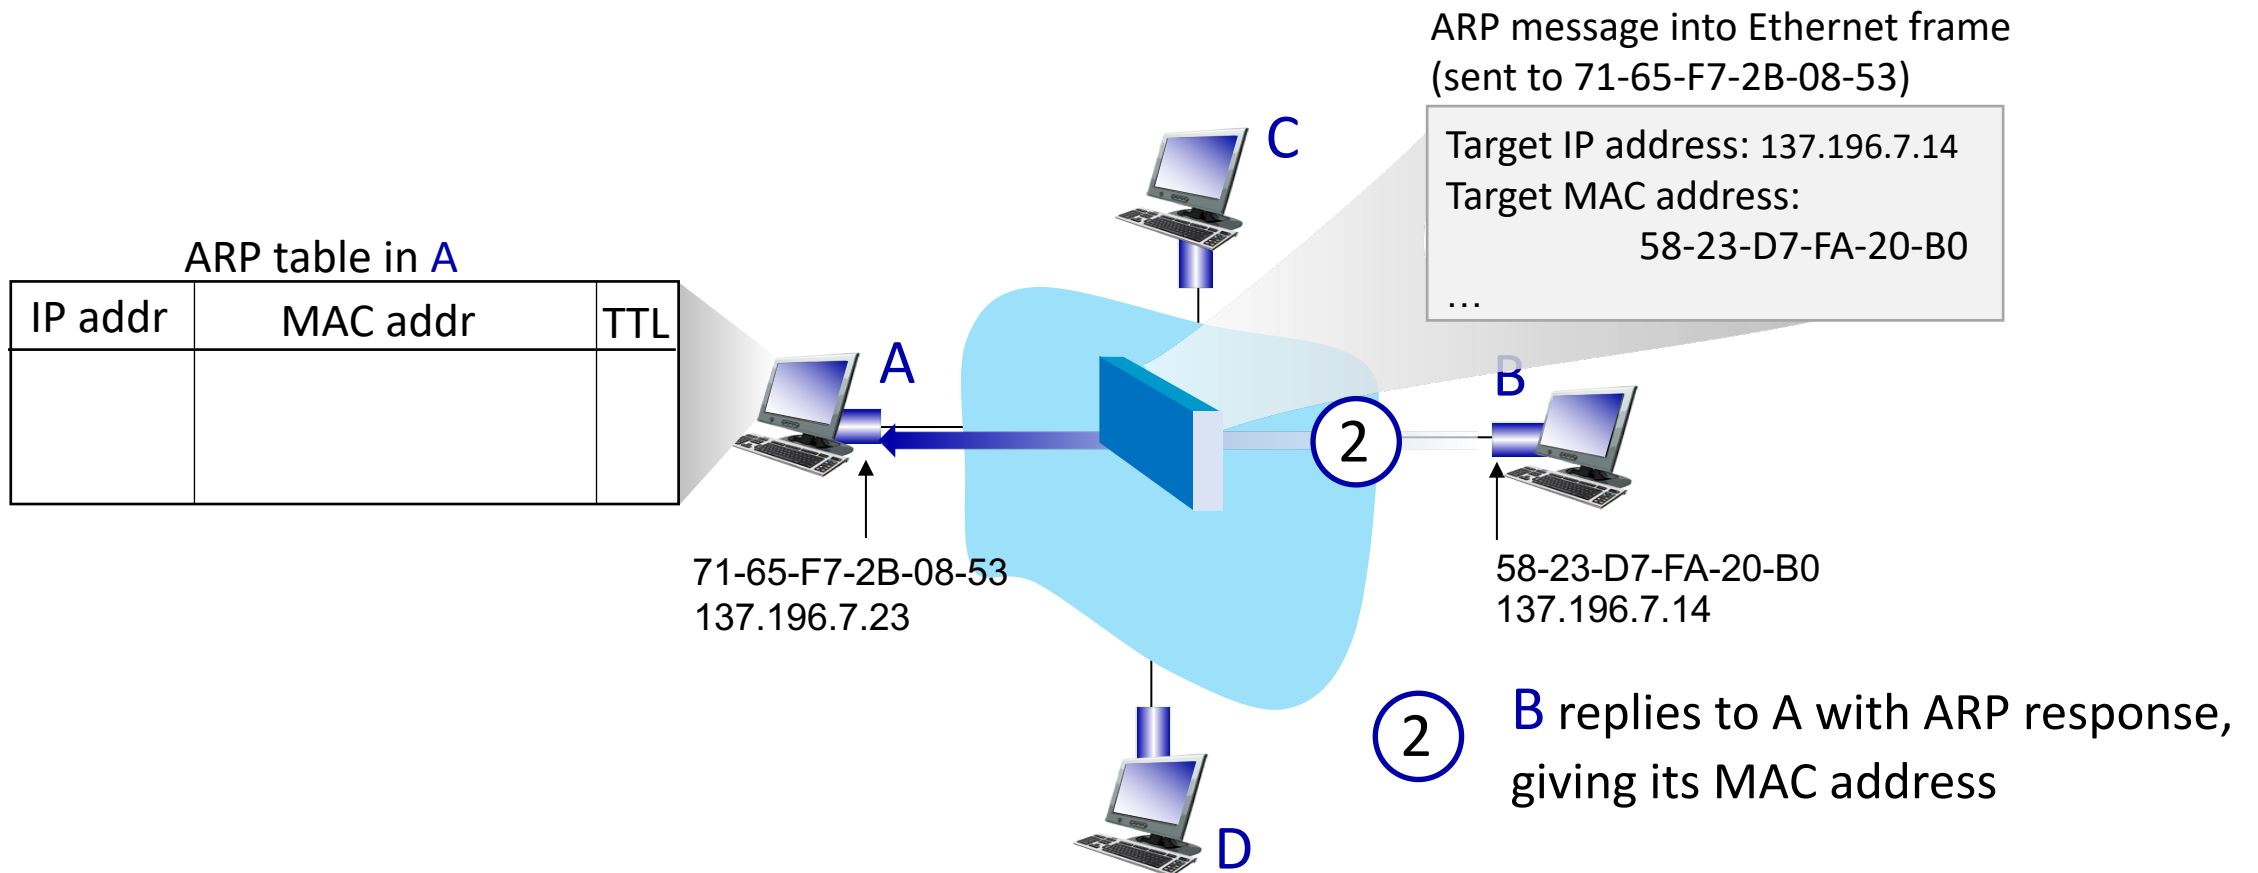 ARP message into Ethernet frame
(sent to 71-65-F7-2B-08-53)
Target IP address: 137.196.7.14
Target MAC address:
58-23-D7-FA-20-B0
…
C
ARP table in A
IP addr MAC addr TTL
A
B
2
71-65-F7-2B-08-53
137.196.7.23
58-23-D7-FA-20-B0
137.196.7.14
2
B replies to A with ARP response,
giving its MAC address
D